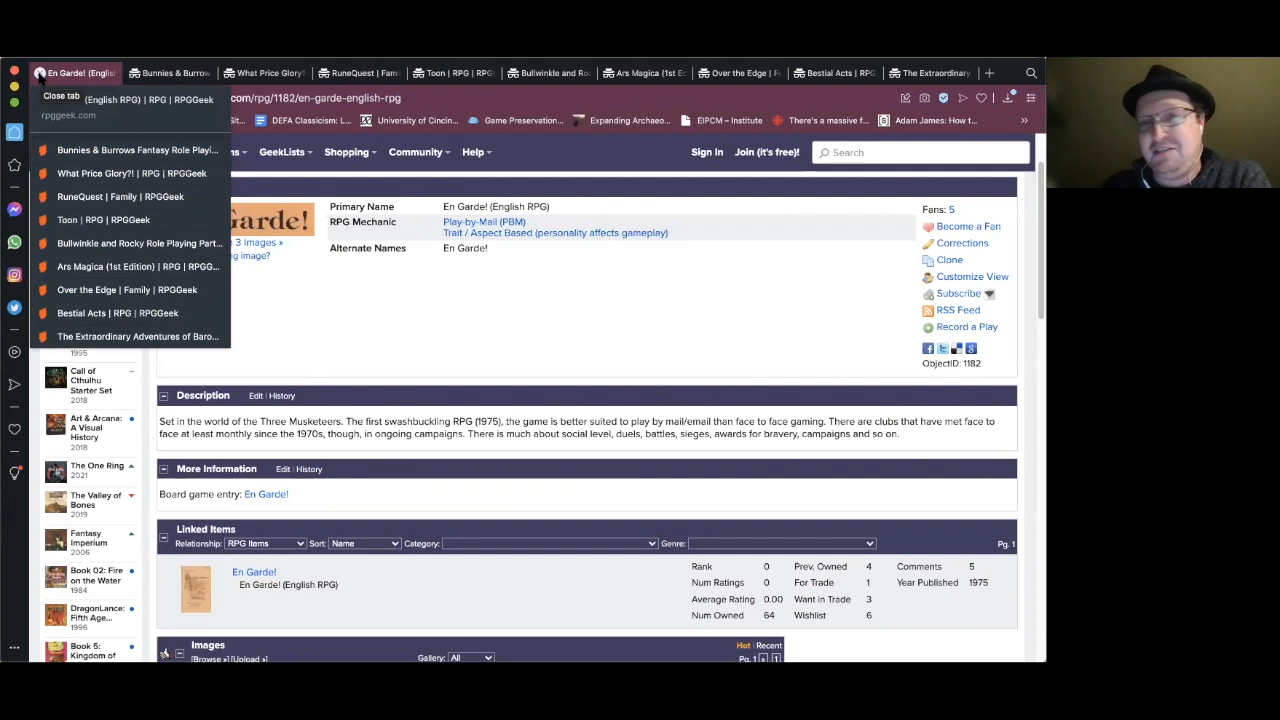 En Garde! (Englis
Bunnies & Burrow
What Price Glory?
RuneQuest | Fami
Toon | RPG | RPG
Bullwinkle and Ro
Ars Magica (1st E
Over the Edge | F
Bestial Acts | RPG
The Extraordinary
Close tab
(English RPG) | RPG | RPGGeek
rpggeek.com
com/rpg/1182/en-garde-english-rpg
Sit...
DEFA Classicism: L...
University of Cincin...
Game Preservation...
Expanding Archaeo...
EIPCM – Institute
There's a massive f...
Adam James: How t...
Bunnies & Burrows Fantasy Role Playi...
What Price Glory?! | RPG | RPGGeek
RuneQuest | Family | RPGGeek
Toon | RPG | RPGGeek
Bullwinkle and Rocky Role Playing Part...
Ars Magica (1st Edition) | RPG | RPGG...
Over the Edge | Family | RPGGeek
Bestial Acts | RPG | RPGGeek
The Extraordinary Adventures of Baro...
ms
GeekLists
Shopping
Community
Help
Sign In
Join (it's free!)
Search
Garde!
e 3 Images »
ng image?
Primary Name
En Garde! (English RPG)
RPG Mechanic
Play-by-Mail (PBM)
Trait / Aspect Based (personality affects gameplay)
Alternate Names
En Garde!
Fans: 5
Become a Fan
Corrections
Clone
Customize View
Subscribe
RSS Feed
Record a Play
ObjectID: 1182
1995
Call of
Cthulhu
Starter Set
2018
Art & Arcana:
A Visual
History
2018
The One Ring
2021
The Valley of
Bones
2019
Fantasy
Imperium
2006
Book 02: Fire
on the Water
1984
DragonLance:
Fifth Age...
1996
Book 5:
Kingdom of
Description
Edit | History
Set in the world of the Three Musketeers. The first swashbuckling RPG (1975), the game is better suited to play by mail/email than face to face gaming. There are clubs that have met face to
face at least monthly since the 1970s, though, in ongoing campaigns. There is much about social level, duels, battles, sieges, awards for bravery, campaigns and so on.
More Information
Edit | History
Board game entry: En Garde!
Linked Items
Relationship: RPG Items
Sort: Name
Category:
Genre:
Pg. 1
En Garde!
En Garde! (English RPG)
Rank 0 Prev. Owned 4 Comments 5
Num Ratings 0 For Trade 1 Year Published 1975
Average Rating 0.00 Want in Trade 3
Num Owned 64 Wishlist 6
Images
Hot | Recent
[Browse »] [Upload »]
Gallery: All
Pg. 1 » 1